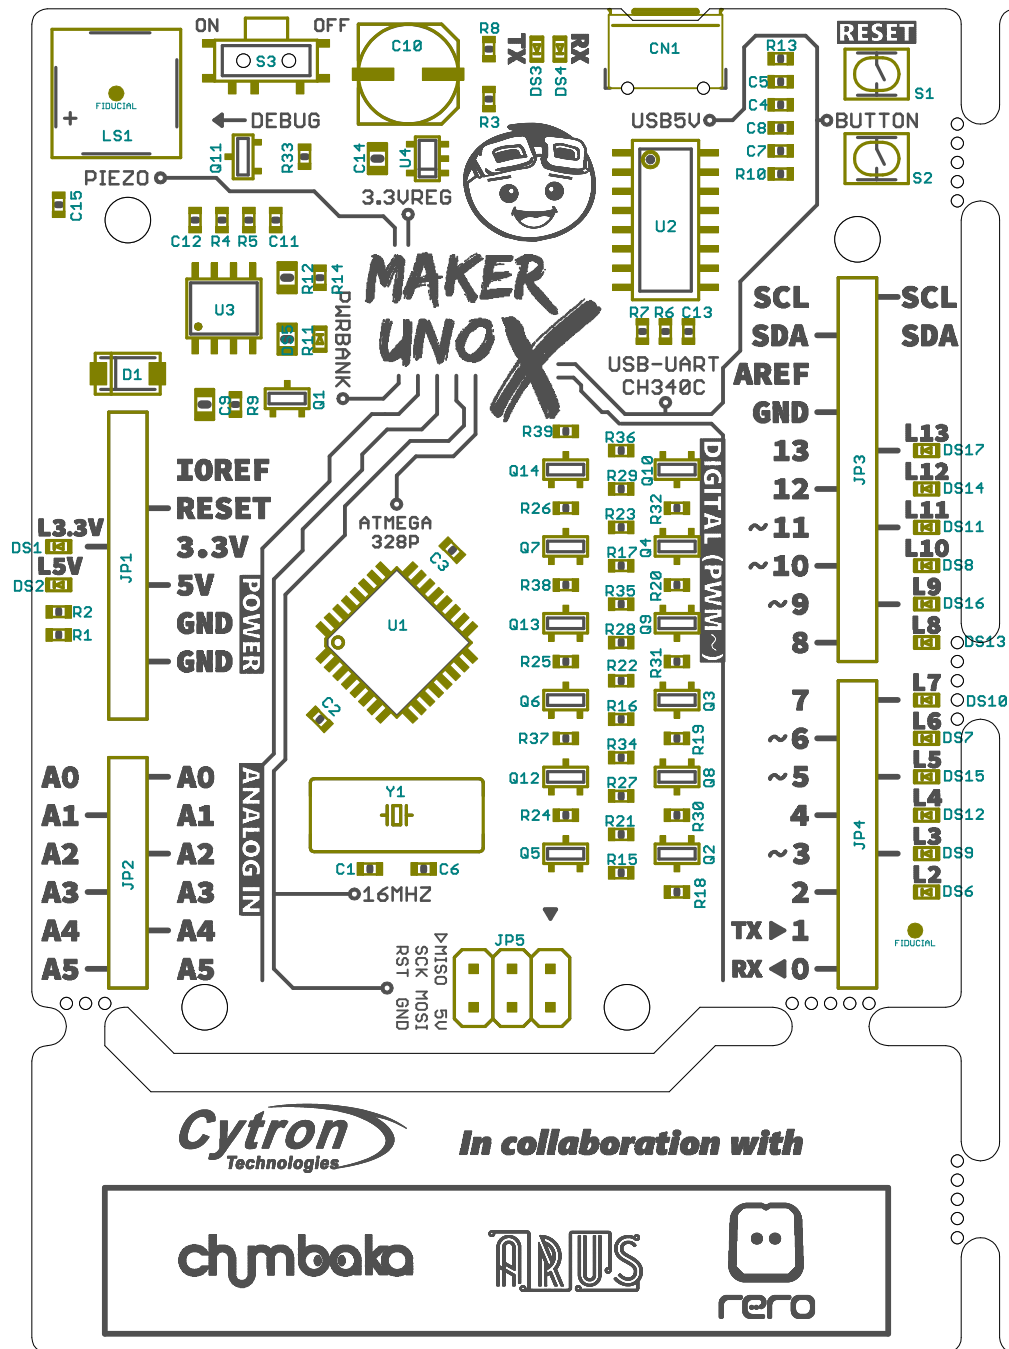 ON
OFF
S3
C10
R8
TX
DS3
DS4
RX
CN1
R13
RESET
C5
C4
C8
C7
R10
S1
BUTTON
S2
FIDUCIAL
LS1
DEBUG
Q11
R33
C14
U4
R3
USB5V
PIEZO
3.3VREG
C15
C12
R4
R5
C11
U2
U3
R12
R14
MAKER
UNO X
PWRBANK
R11
R7
R6
C13
USB-UART
CH340C
D1
C9
R9
Q1
SCL
SCL
SDA
SDA
AREF
GND
13
12
~11
~10
~9
8
JP3
L13
DS17
L12
DS14
L11
DS11
L10
DS8
L9
DS16
L8
DS13
IOREF
RESET
3.3V
5V
GND
GND
JP1
POWER
L3.3V
DS1
L5V
DS2
R2
R1
ATMEGA
328P
C3
U1
C2
R39
R36
Q14
Q10
R29
R26
R32
R23
Q7
Q4
R17
R38
R20
R35
Q13
Q9
R28
R25
R31
R22
Q6
Q3
R16
R37
R19
R34
Q12
Q8
R27
R24
R30
R21
Q5
Q2
R15
R18
DIGITAL (PWM~)
7
~6
~5
4
~3
2
TX 1
RX 0
JP4
L7
DS10
L6
DS7
L5
DS15
L4
DS12
L3
DS9
L2
DS6
FIDUCIAL
A0
A0
A1
A1
A2
A2
A3
A3
A4
A4
A5
A5
JP2
ANALOG IN
Y1
C1
C6
16MHZ
JP5
MISO 5V
SCK MOSI
RST GND
Cytron
Technologies
In collaboration with
chumbaka
ARUS
rero